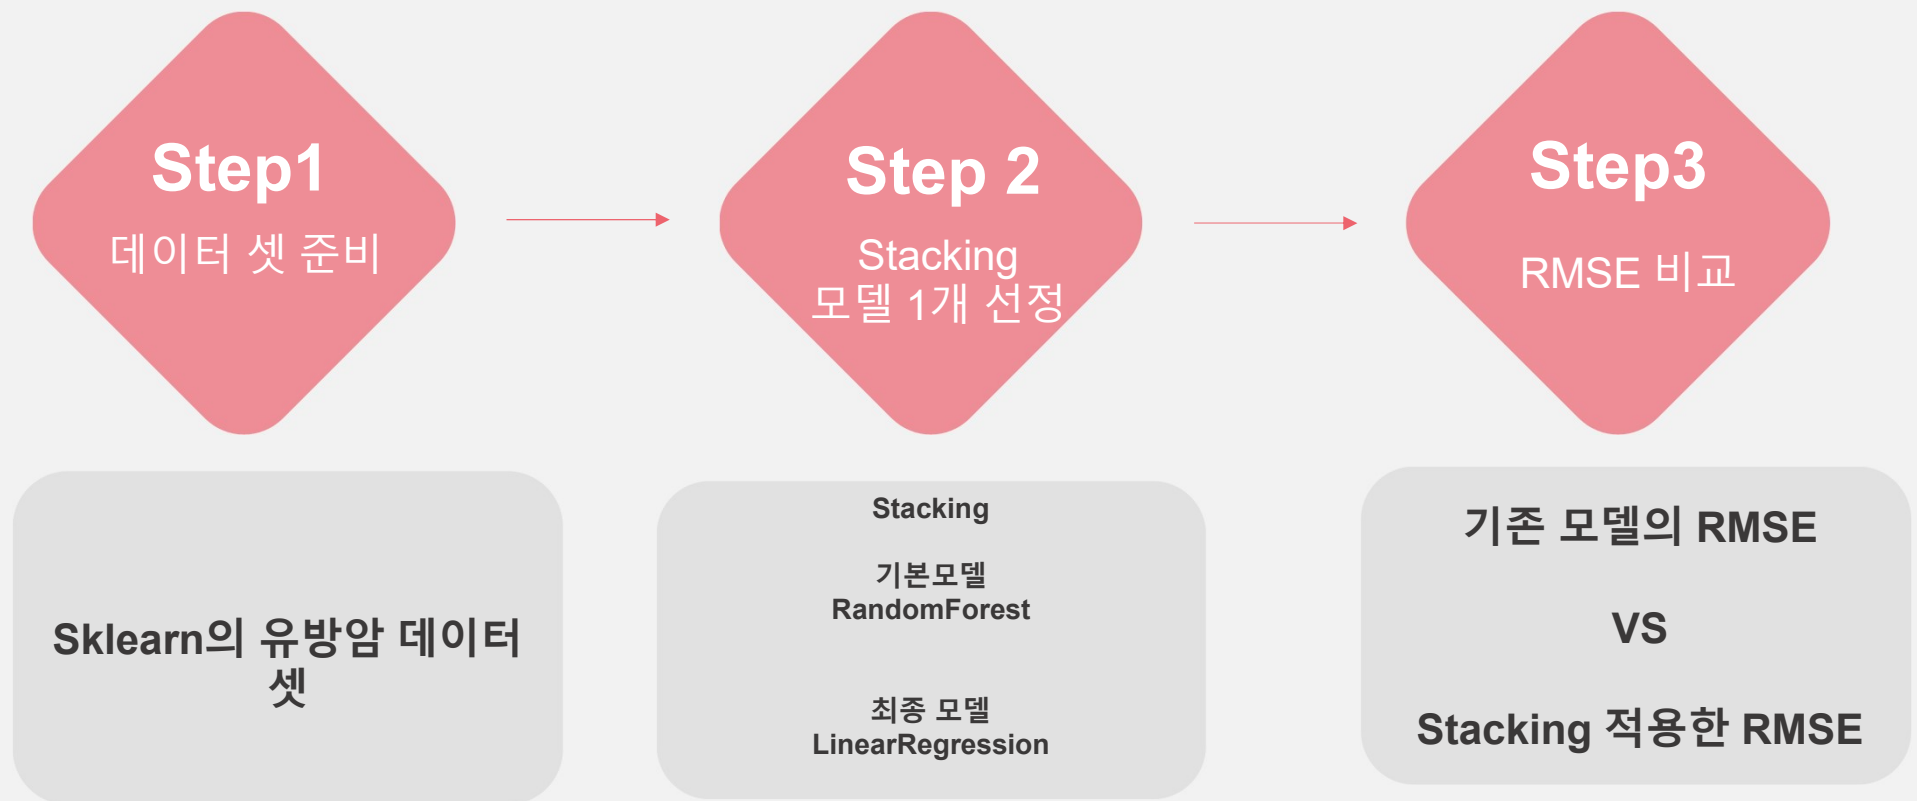 Step1
데이터 셋 준비
Sklearn의 유방암 데이터
셋
Step 2
Stacking
모델 1개 선정
Stacking
기본모델
RandomForest
최종 모델
LinearRegression
Step3
RMSE 비교
기존 모델의 RMSE
VS
Stacking 적용한 RMSE